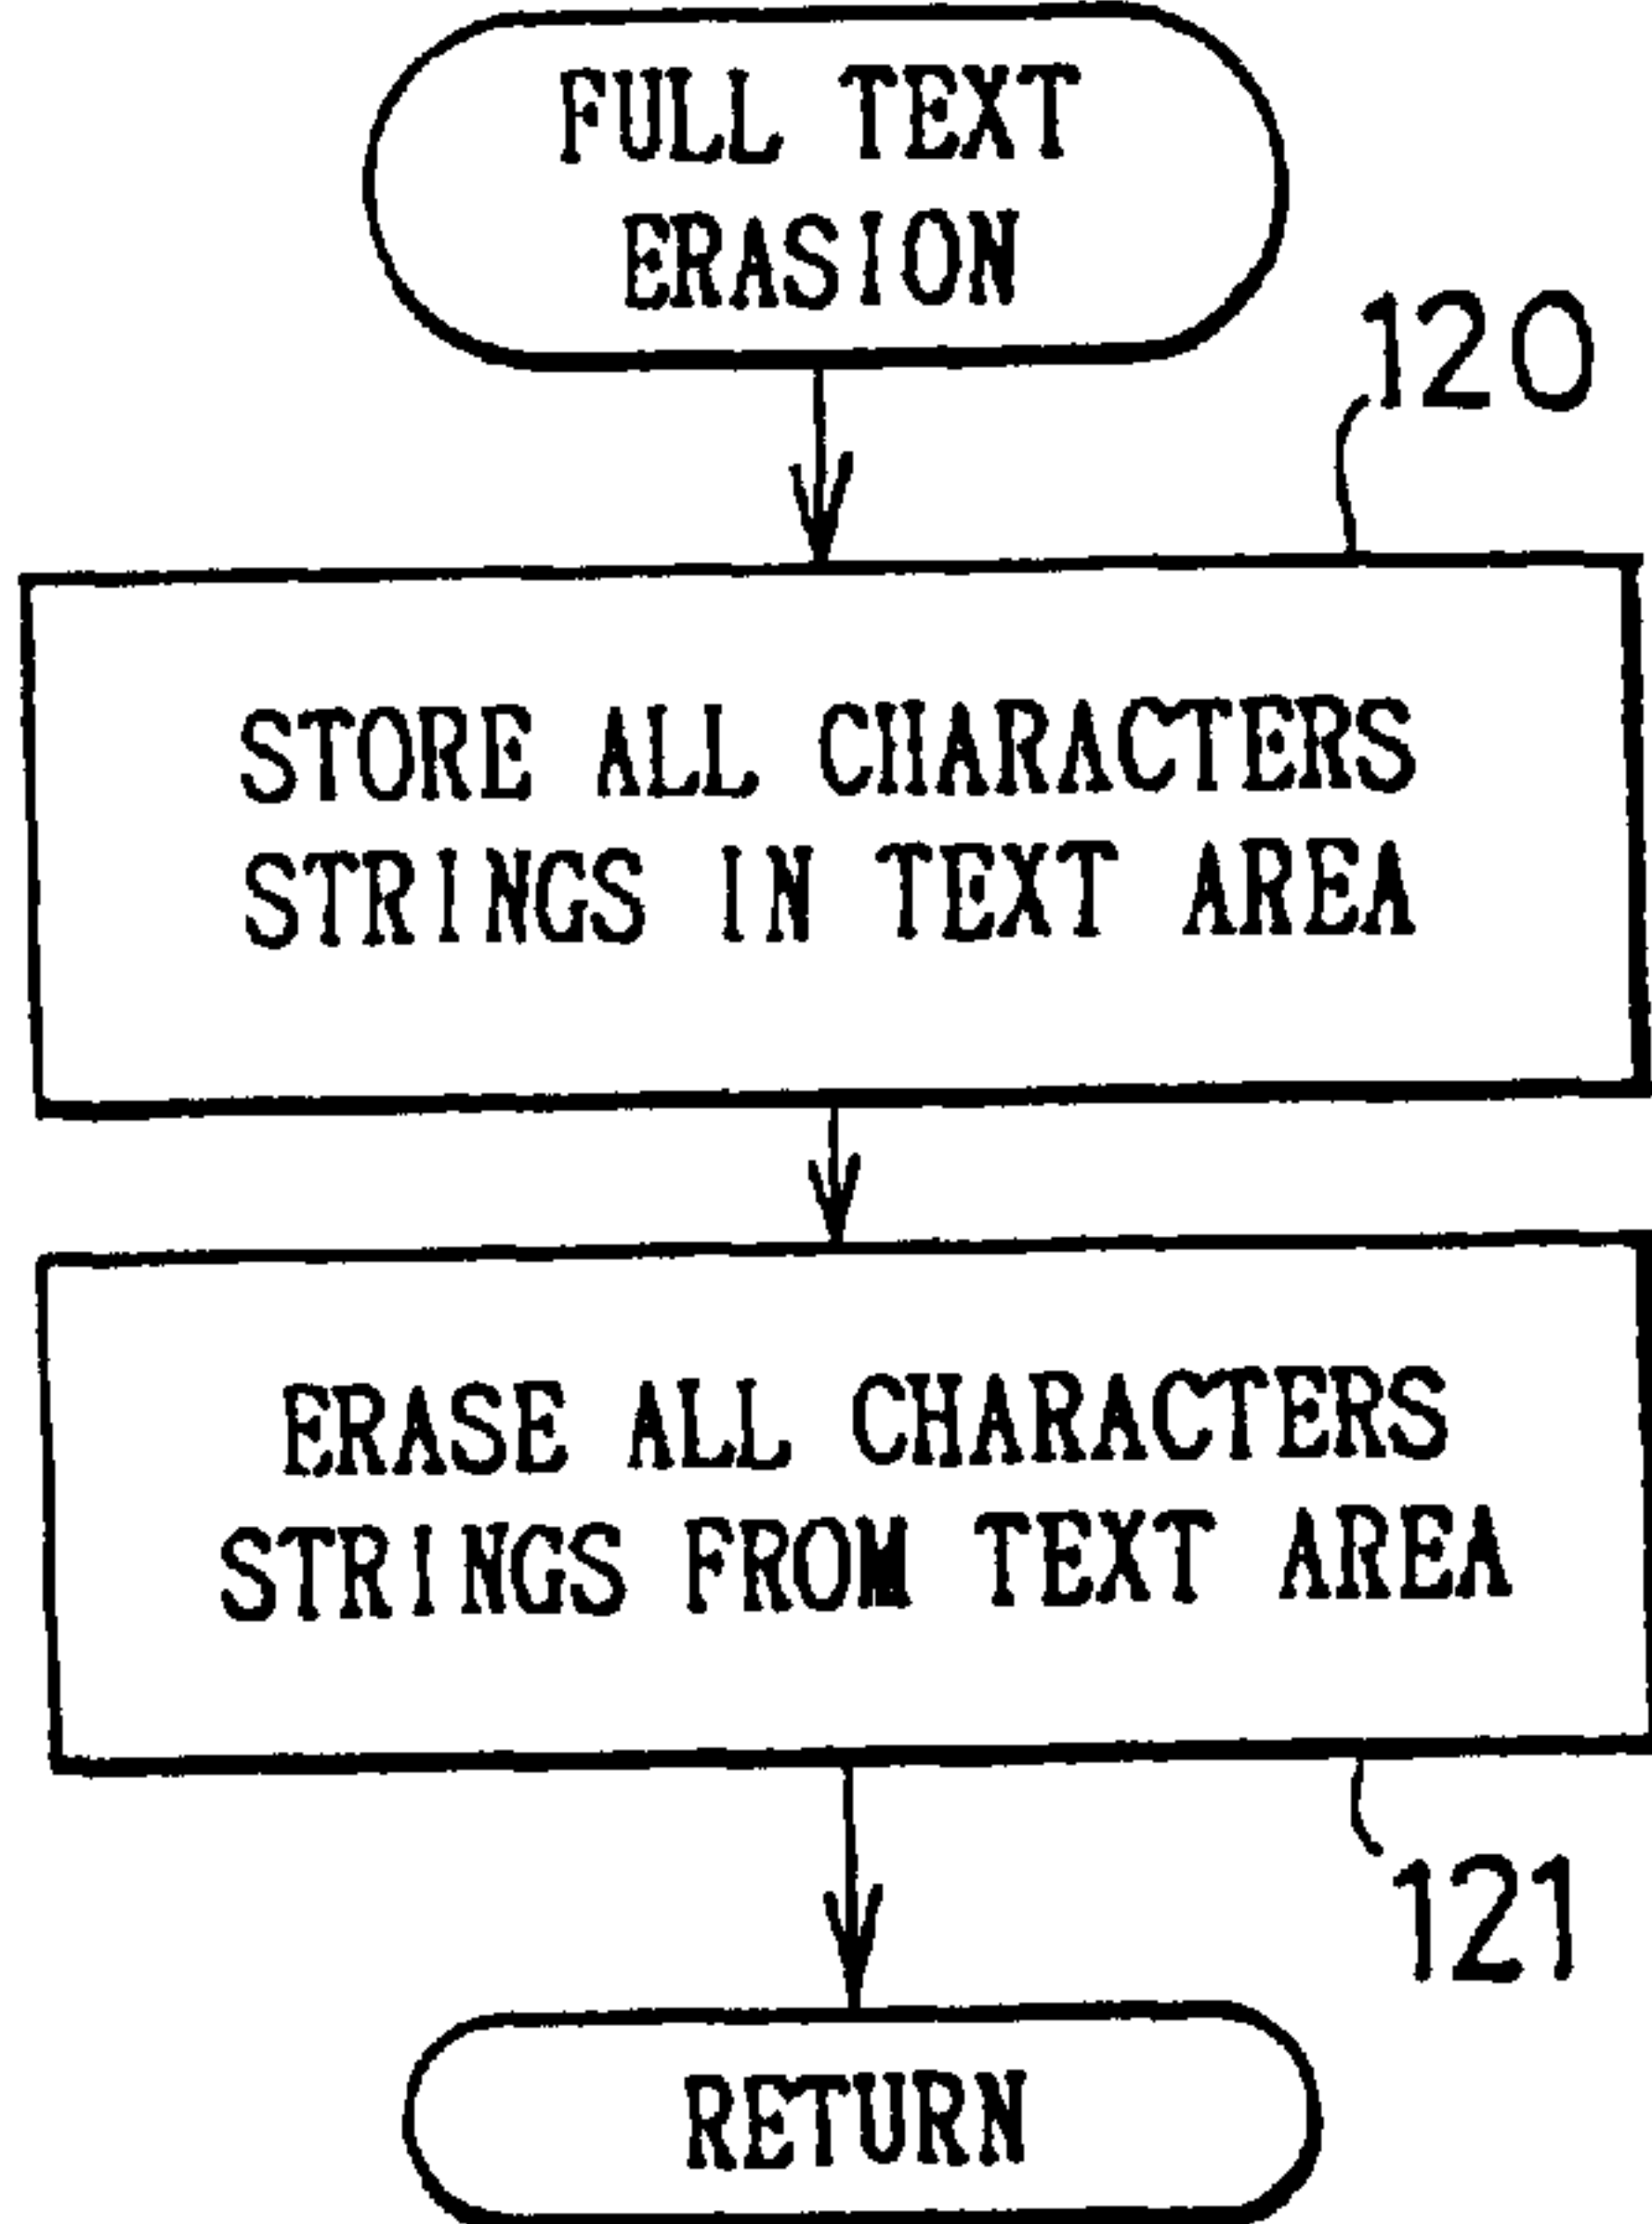 FULL TEXT
ERASION
120
STORE ALL CHARACTERS
STRINGS IN TEXT AREA
ERASE ALL CHARACTERS
STRINGS FROM TEXT AREA
121
RETURN